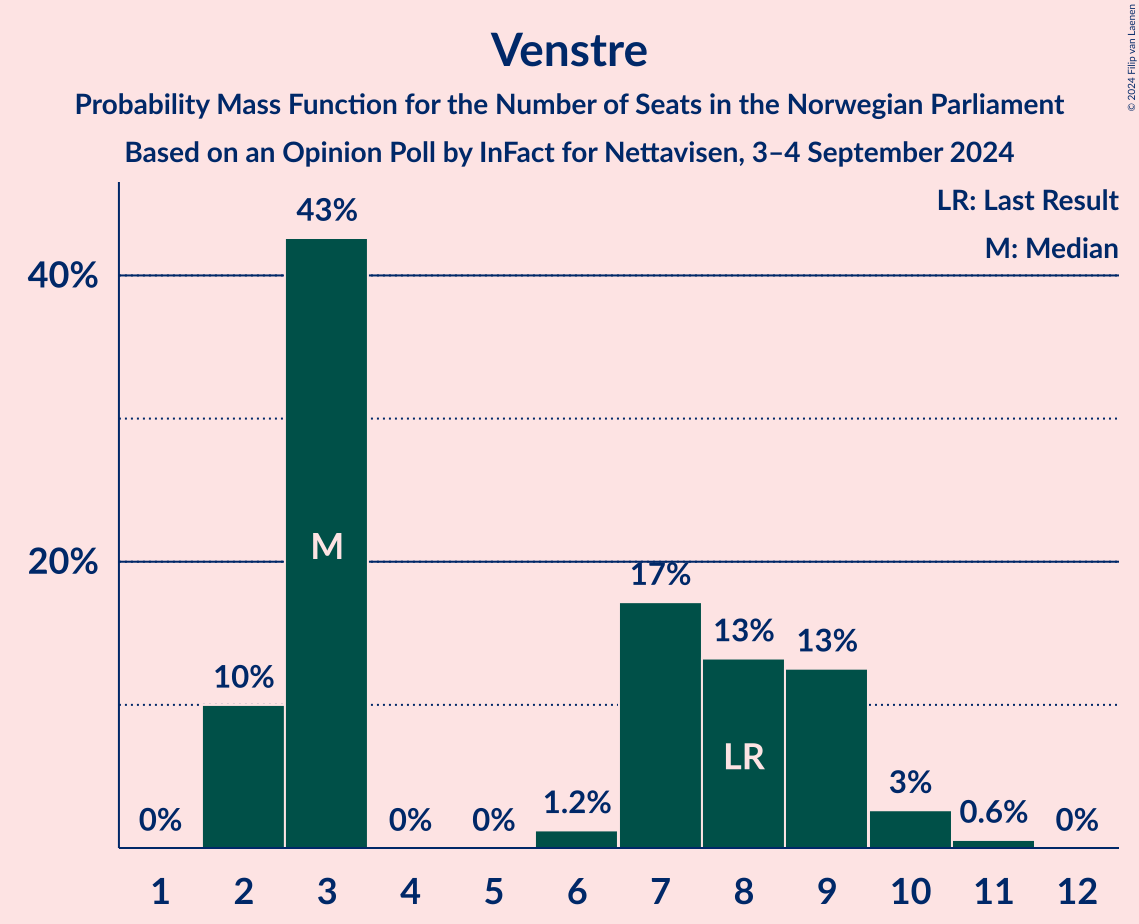 Venstre
Probability Mass Function for the Number of Seats in the Norwegian Parliament
Based on an Opinion Poll by InFact for Nettavisen, 3–4 September 2024
© 2024 Filip van Laenen
LR: Last Result
M: Median
40%
20%
0%
10%
43%
M
0%
0%
1.2%
17%
13%
LR
13%
3%
0.6%
0%
1 2 3 4 5 6 7 8 9 10 11 12